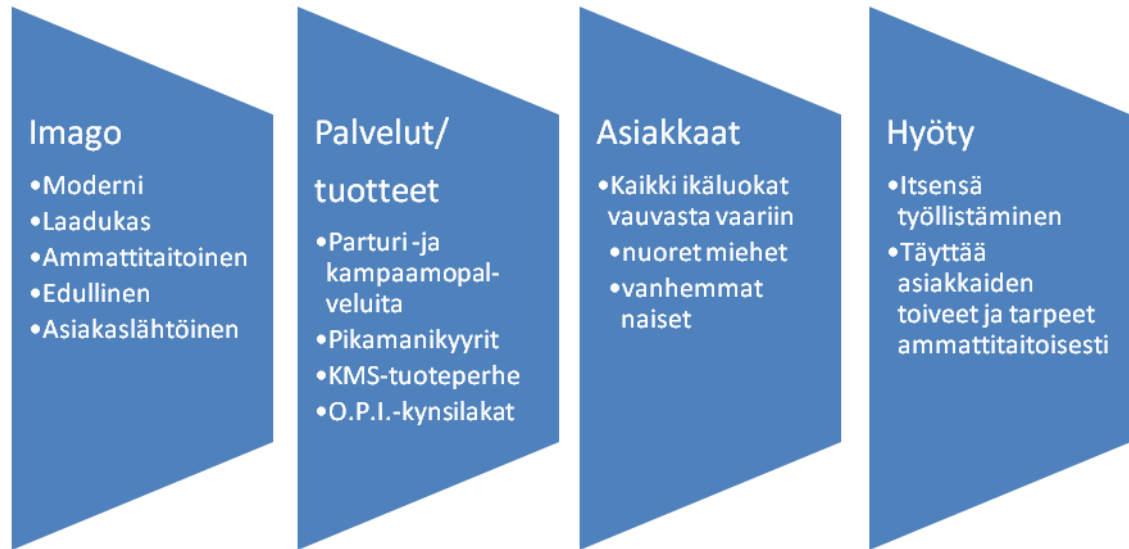 Imago
•Moderni
•Laadukas
•Ammattitaitoinen
•Edullinen
•Asiakaslähtöinen
Palvelut/
tuotteet
•Parturi -ja
kampaamopal-
veluita
•Pikamanikyyrit
•KMS-tuoteperhe
•O.P.I.-kynsilakat
Asiakkaat
•Kaikki ikäluokat
vauvasta vaariin
•nuoret miehet
•vanhemmat
naiset
Hyöty
•Itsensä
työllistäminen
•Täyttää
asiakkaiden
toiveet ja tarpeet
ammattitaitoisesti